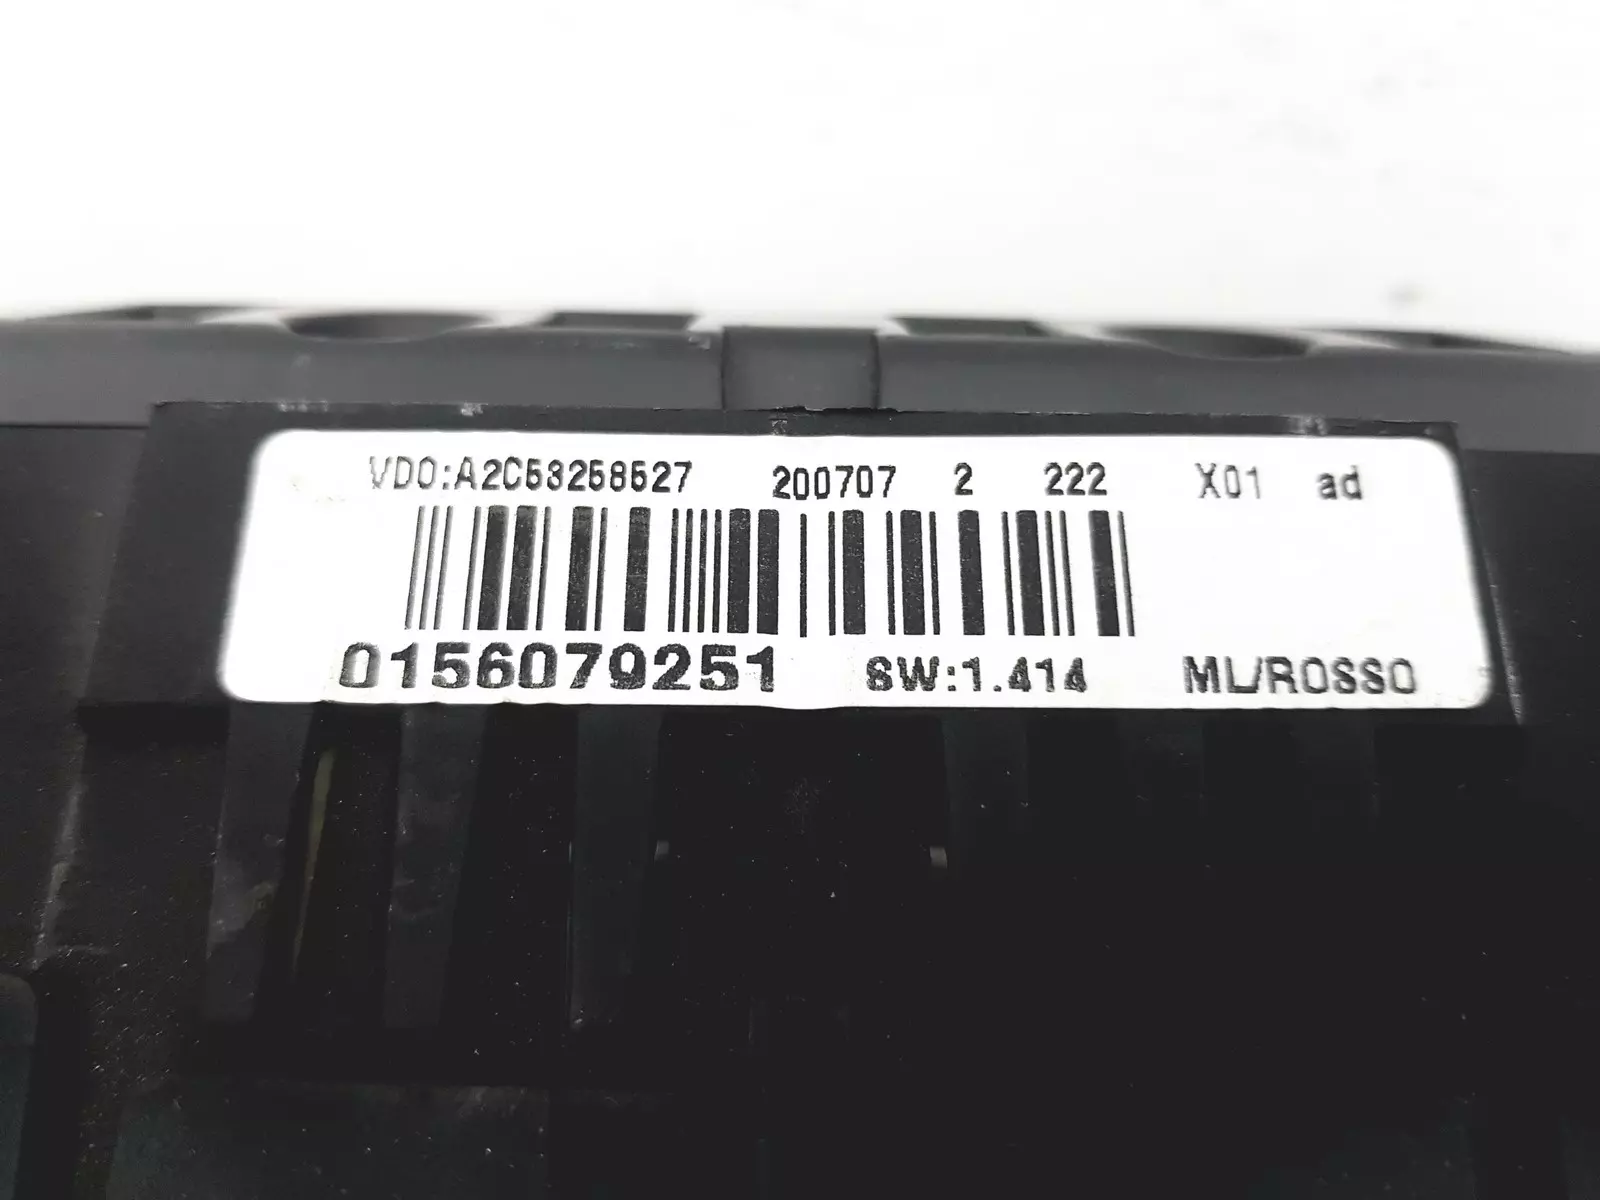 VDO:A2C53258527 200707 2 222 X01 ad
0156079251 SW:1.414 ML/ROSSO